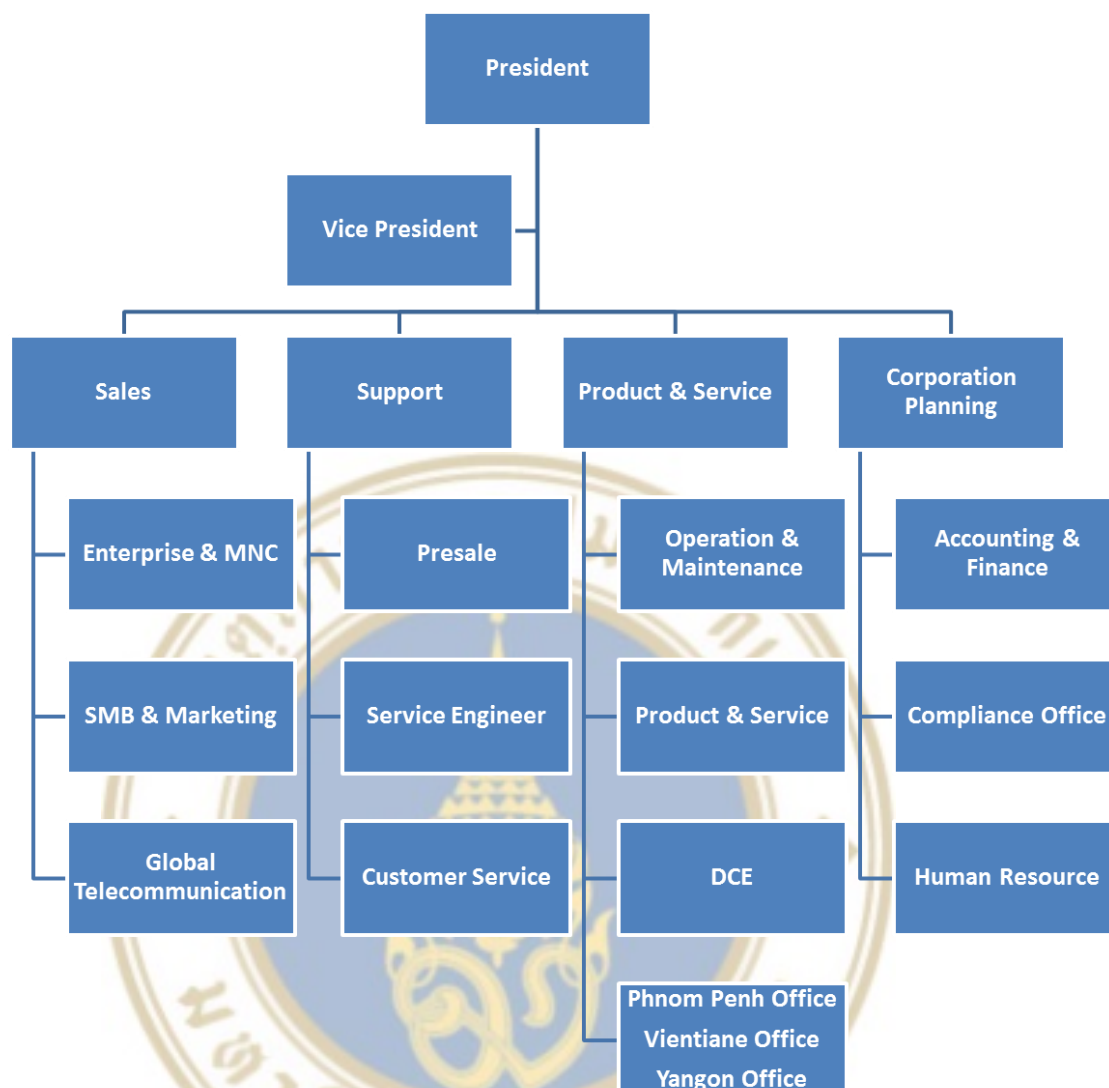 President
Vice President
Sales
Support
Product & Service
Corporation
Planning
Enterprise & MNC
Presale
Operation &
Maintenance
Accounting &
Finance
SMB & Marketing
Service Engineer
Product & Service
Compliance Office
Global
Telecommunication
Customer Service
DCE
Human Resource
Phnom Penh Office
Vientiane Office
Yangon Office